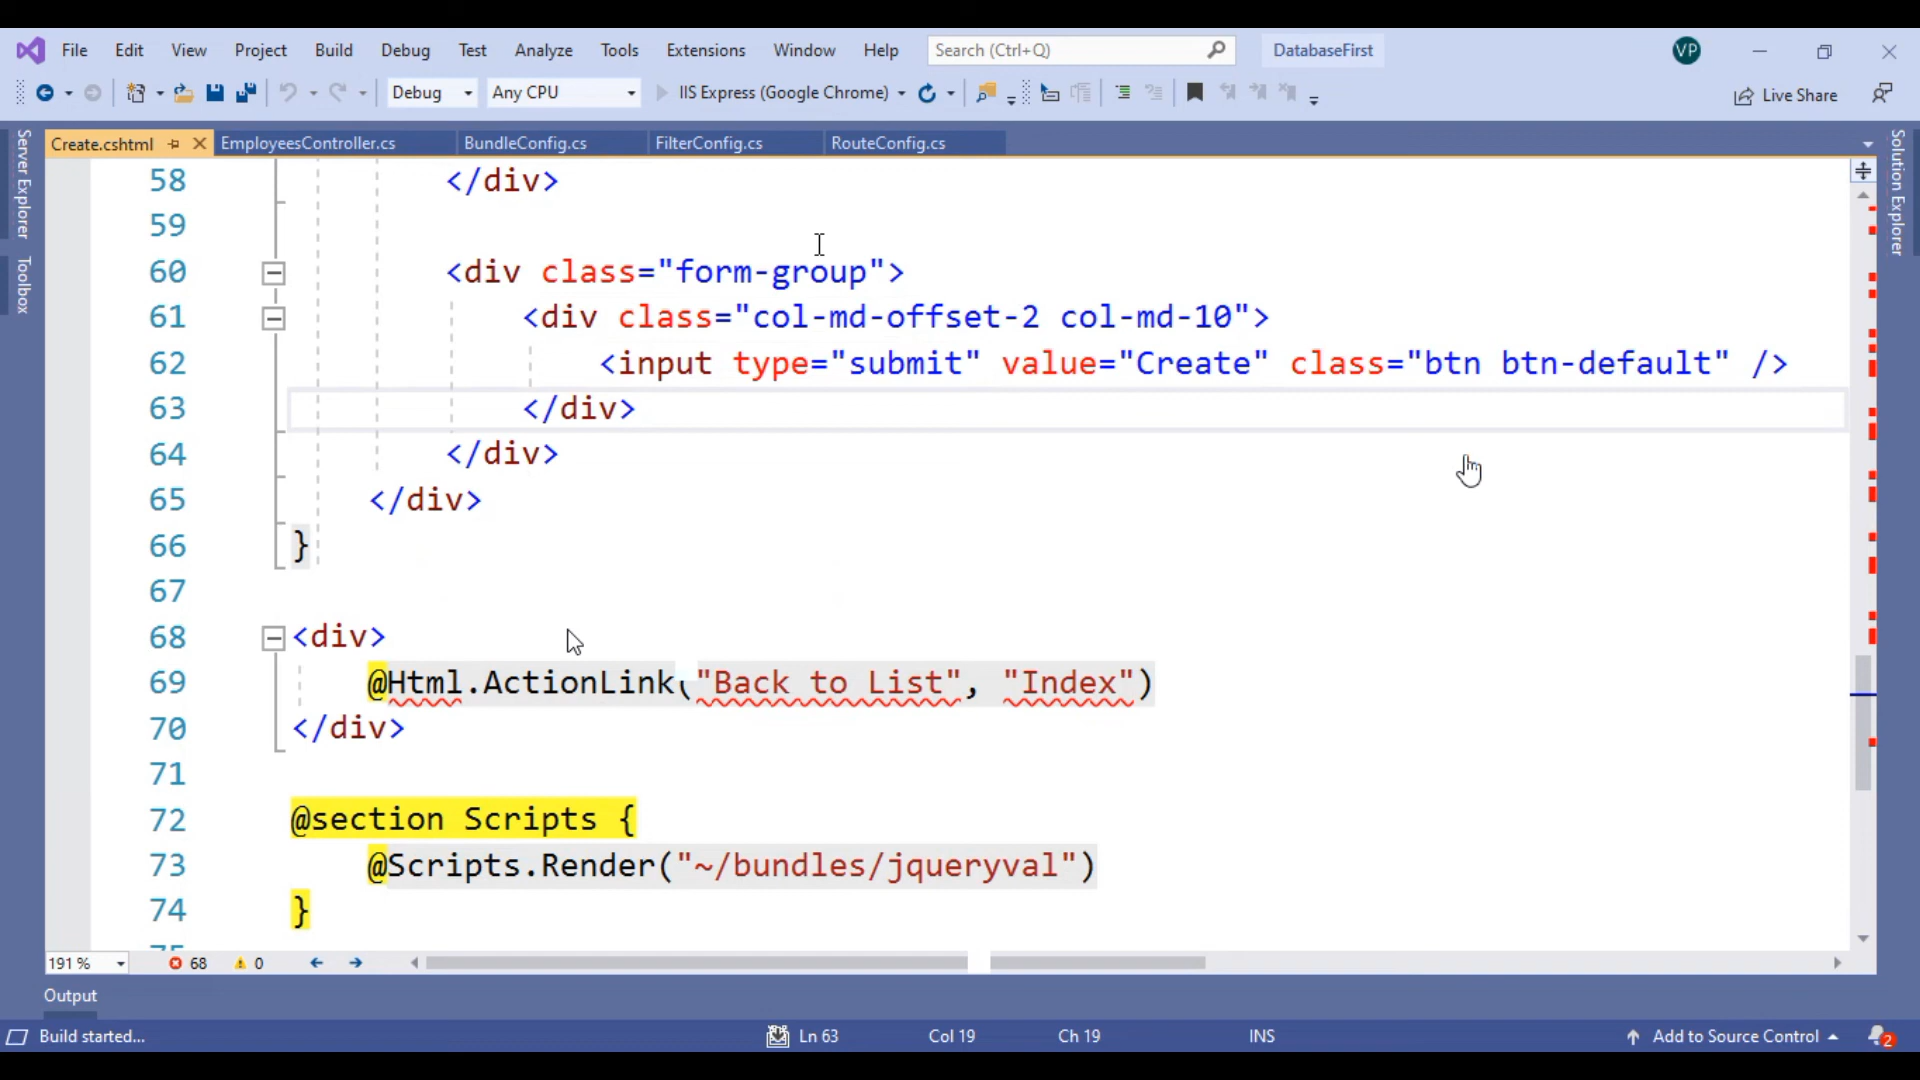 File Edit View Project Build Debug Test Analyze Tools Extensions Window Help Search (Ctrl+Q) DatabaseFirst VP
Debug Any CPU IIS Express (Google Chrome) Live Share
Create.cshtml EmployeesController.cs BundleConfig.cs FilterConfig.cs RouteConfig.cs
Server Explorer
Toolbox
Solution Explorer
58 </div>
59
60 <div class="form-group">
61 <div class="col-md-offset-2 col-md-10">
62 <input type="submit" value="Create" class="btn btn-default" />
63 </div>
64 </div>
65 </div>
66 }
67
68 <div>
69 @Html.ActionLink("Back to List", "Index")
70 </div>
71
72 @section Scripts {
73 @Scripts.Render("~/bundles/jqueryval")
74 }
191 % 68 0
Output
Build started... Ln 63 Col 19 Ch 19 INS Add to Source Control 2